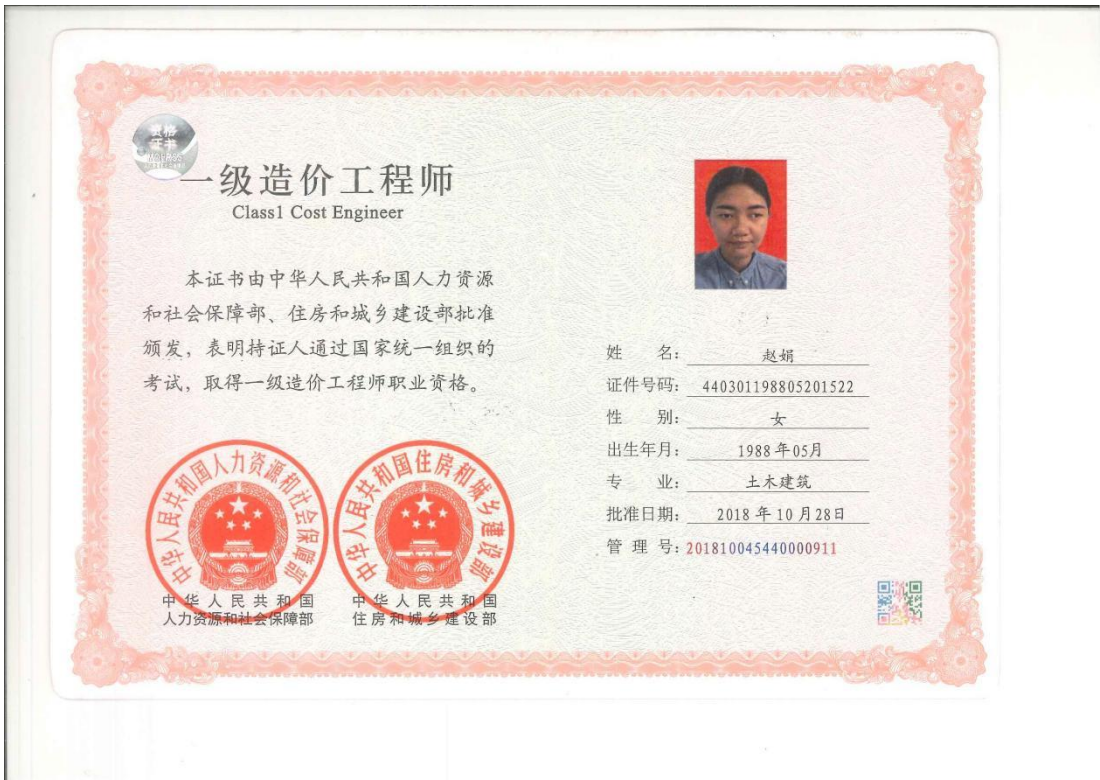 资格
证书
一级造价工程师
Class1 Cost Engineer
本证书由中华人民共和国人力资源
和社会保障部、住房和城乡建设部批准
颁发，表明持证人通过国家统一组织的
考试，取得一级造价工程师职业资格。
中华人民共和国人力资源和社会保障部
中华人民共和国住房和城乡建设部
中华人民共和国
人力资源和社会保障部
中华人民共和国
住房和城乡建设部
姓 名：赵娟
证件号码：440301198805201522
性 别：女
出生年月：1988年05月
专 业：土木建筑
批准日期：2018年10月28日
管 理 号：201810045440000911